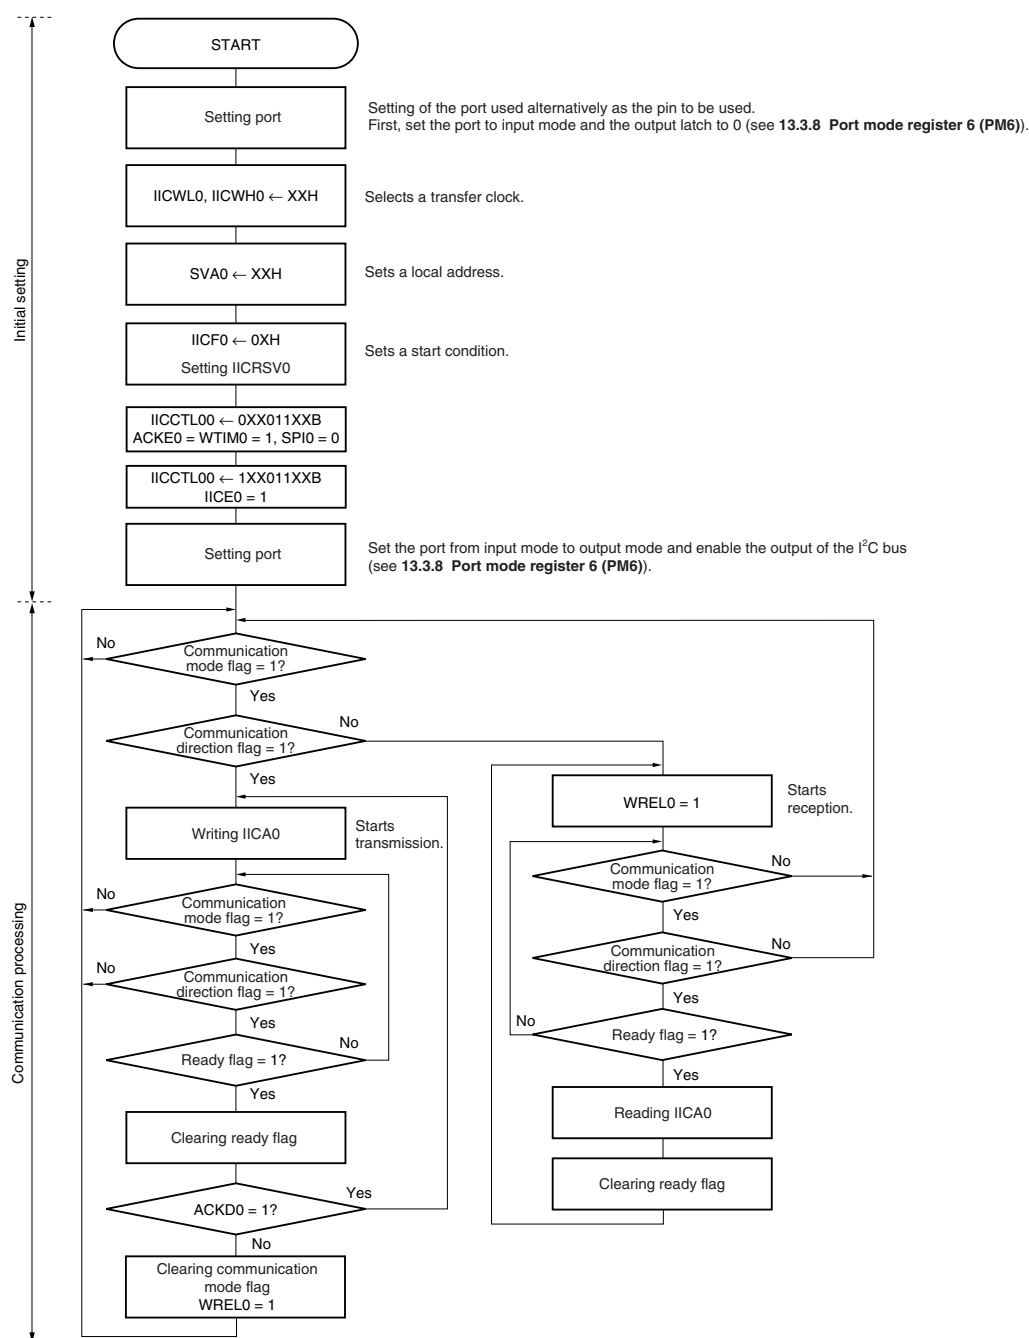 START
Setting port
Setting of the port used alternatively as the pin to be used.
First, set the port to input mode and the output latch to 0 (see 13.3.8 Port mode register 6 (PM6)).
IICWL0, IICWH0 ← XXH
Selects a transfer clock.
SVA0 ← XXH
Sets a local address.
IICF0 ← 0XH
Setting IICRSV0
Sets a start condition.
IICCTL00 ← 0XX011XXB
ACKE0 = WTIM0 = 1, SPI0 = 0
IICCTL00 ← 1XX011XXB
IICE0 = 1
Setting port
Set the port from input mode to output mode and enable the output of the I²C bus
(see 13.3.8 Port mode register 6 (PM6)).
Initial setting
Communication processing
No
Communication
mode flag = 1?
Yes
Communication
direction flag = 1?
No
Yes
Writing IICA0
Starts
transmission.
No
Communication
mode flag = 1?
Yes
No
Communication
direction flag = 1?
Yes
Ready flag = 1?
No
Yes
Clearing ready flag
ACKD0 = 1?
Yes
No
Clearing communication
mode flag
WREL0 = 1
WREL0 = 1
Starts
reception.
Communication
mode flag = 1?
No
Yes
Communication
direction flag = 1?
No
Yes
No
Ready flag = 1?
Yes
Reading IICA0
Clearing ready flag